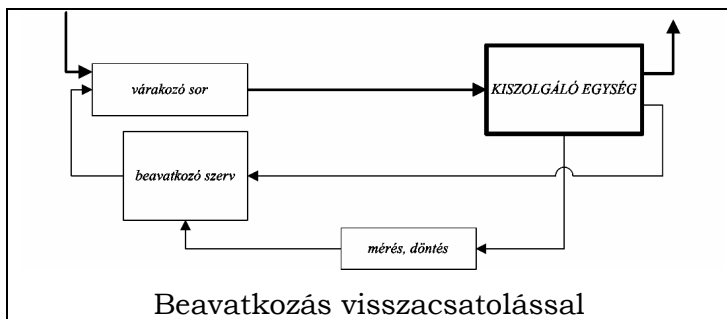 várakozó sor
KISZOLGÁLÓ EGYSÉG
beavatkozó szerv
mérés, döntés
Beavatkozás visszacsatolással